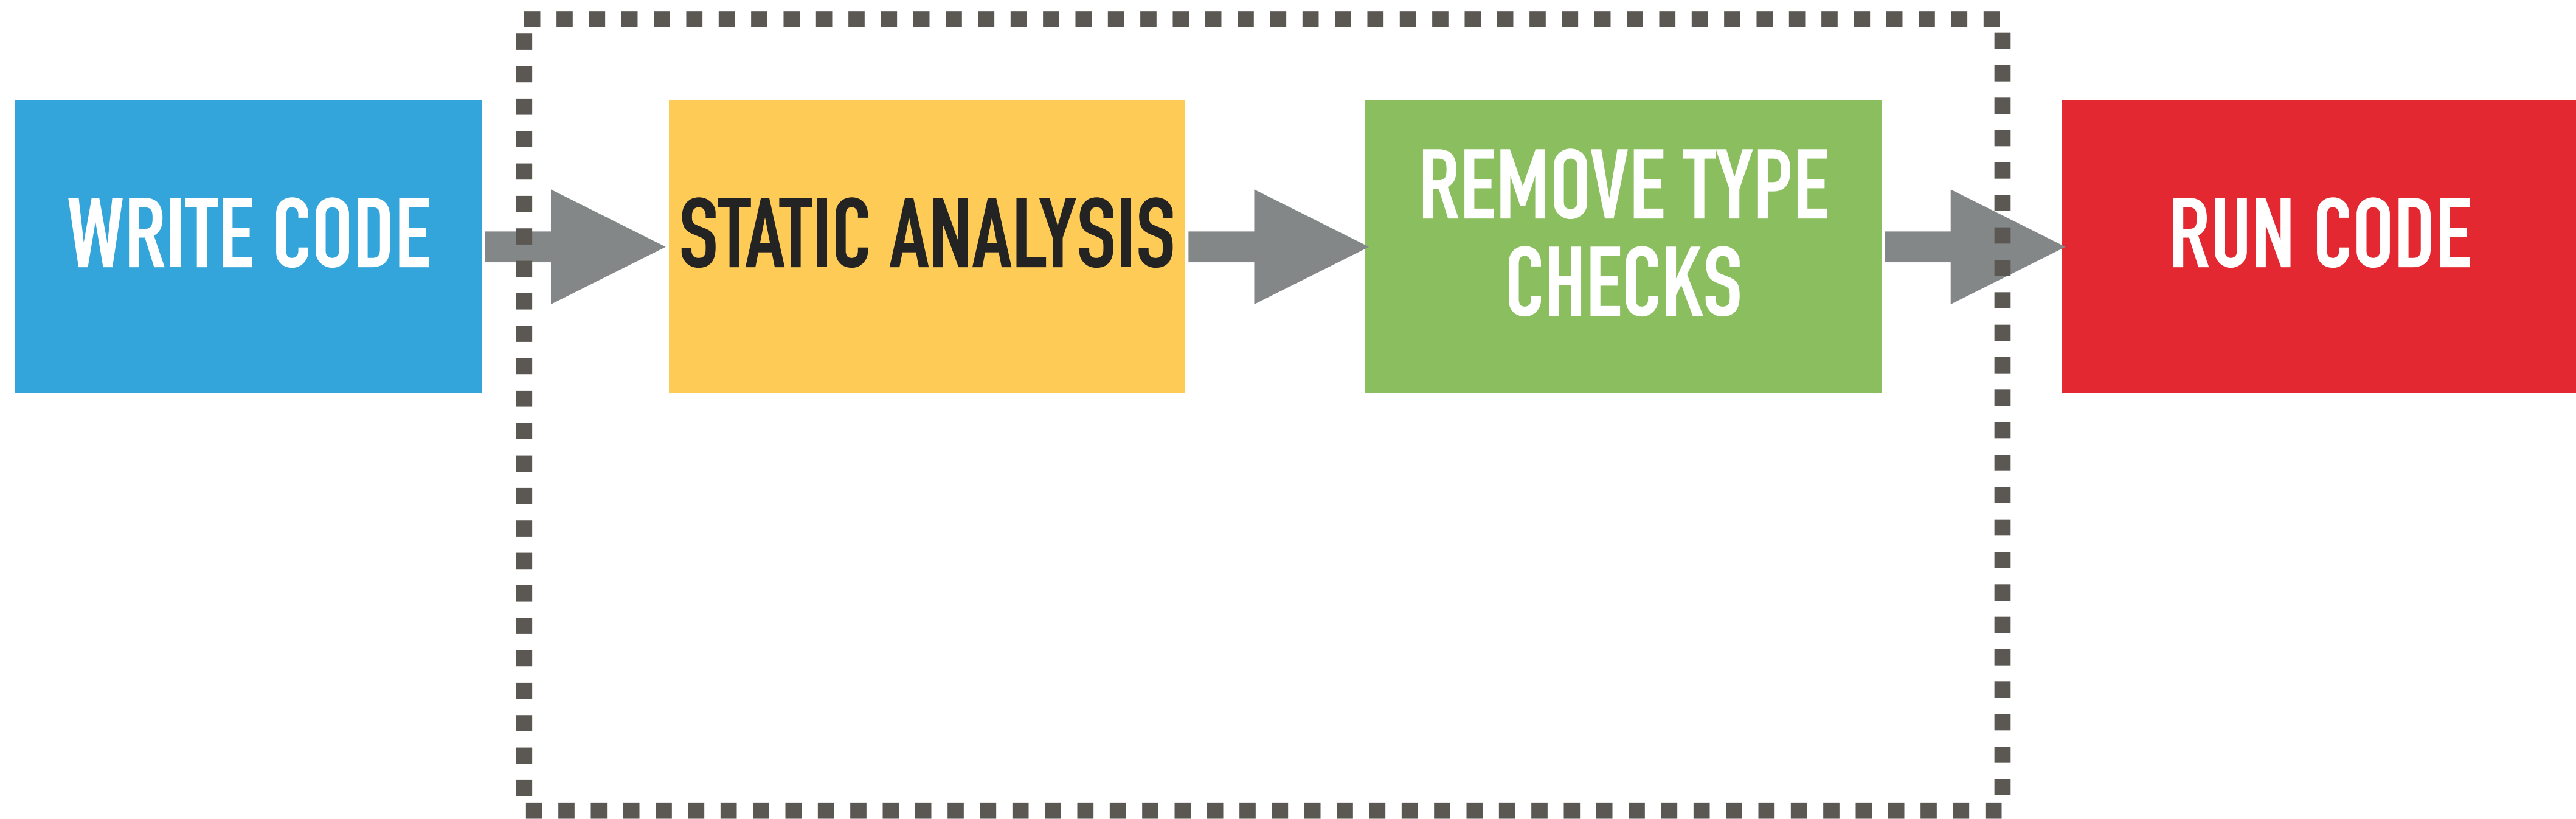 WRITE CODE
STATIC ANALYSIS
REMOVE TYPE
CHECKS
RUN CODE